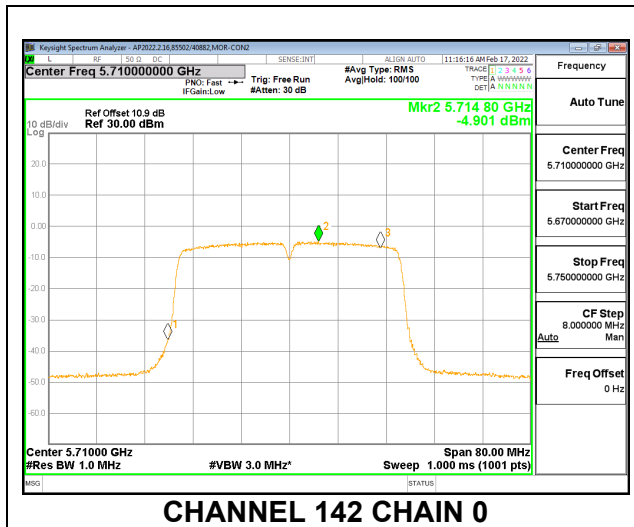 Keysight Spectrum Analyzer - AP2022.2.16,85502/40882,MOR-CON2
L RF 50 Ω DC SENSE:INT ALIGN AUTO 11:16:16 AM Feb 17, 2022
Center Freq 5.710000000 GHz
PNO: Fast
IFGain:Low
Trig: Free Run
#Atten: 30 dB
#Avg Type: RMS
Avg|Hold: 100/100
TRACE 1 2 3 4 5 6
TYPE A WWWWW
DET A N N N N N
Frequency
Auto Tune
Center Freq
5.710000000 GHz
Start Freq
5.670000000 GHz
Stop Freq
5.750000000 GHz
CF Step
8.000000 MHz
Auto Man
Freq Offset
0 Hz
Mkr2 5.714 80 GHz
-4.901 dBm
Ref Offset 10.9 dB
Ref 30.00 dBm
10 dB/div
Log
20.0
10.0
0.00
-10.0
-20.0
-30.0
-40.0
-50.0
-60.0
1
2
3
Center 5.71000 GHz Span 80.00 MHz
#Res BW 1.0 MHz #VBW 3.0 MHz* Sweep 1.000 ms (1001 pts)
MSG STATUS
CHANNEL 142 CHAIN 0